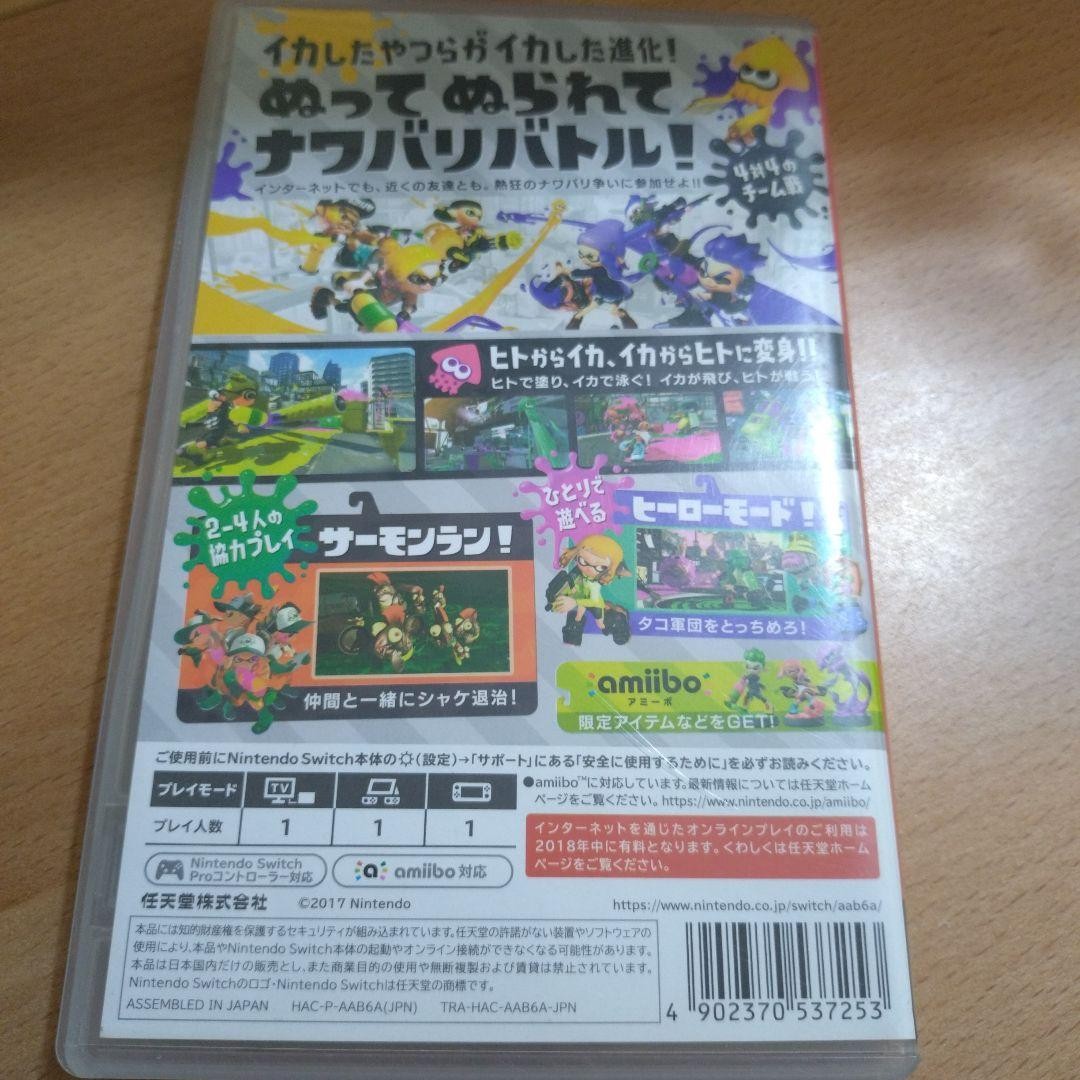 イカしたやつらがイカした進化!
ぬって ぬられて
ナワバリバトル!
4対4の
チーム戦
インターネットでも、近くの友達とも。熱狂のナワバリ争いに参加せよ!!
ヒトからイカ、イカからヒトに変身!!
ヒトで塗り、イカで泳ぐ! イカが飛び、ヒトが戦う!
2-4人の
協力プレイ
サーモンラン!
仲間と一緒にシャケ退治!
ひとりで
遊べる
ヒーローモード!
タコ軍団をとっちめろ!
amiibo
アミーボ
限定アイテムなどをGET!
ご使用前にNintendo Switch本体の(設定)→「サポート」にある「安全に使用するために」を必ずお読みください。
プレイモード TV
プレイ人数 1 1 1
●amiibo™に対応しています。最新情報については任天堂ホーム
ページをご覧ください。https://www.nintendo.co.jp/amiibo/
インターネットを通じたオンラインプレイのご利用は
2018年中に有料となります。くわしくは任天堂ホーム
ページをご覧ください。
Nintendo Switch
Proコントローラー対応
a amiibo 対応
任天堂株式会社 ©2017 Nintendo
https://www.nintendo.co.jp/switch/aab6a/
本品には知的財産権を保護するセキュリティが組み込まれています。任天堂の許諾がない装置やソフトウェアの
使用により、本品やNintendo Switch本体の起動やオンライン接続ができなくなる可能性があります。
本品は日本国内だけの販売とし、また商業目的の使用や無断複製および賃貸は禁止されています。
Nintendo Switchのロゴ・Nintendo Switchは任天堂の商標です。
ASSEMBLED IN JAPAN HAC-P-AAB6A(JPN) TRA-HAC-AAB6A-JPN
4 902370 537253